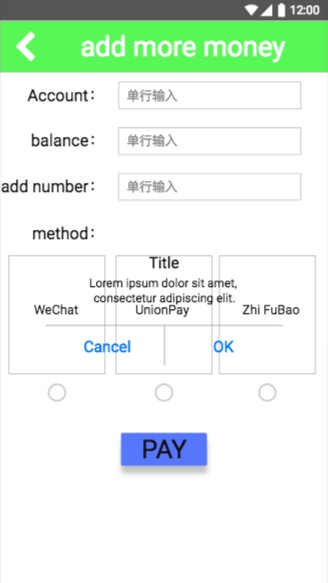 12:00
add more money
Account：
单行输入
balance：
单行输入
add number：
单行输入
method：
Title
Lorem ipsum dolor sit amet,
consectetur adipiscing elit.
WeChat
UnionPay
Zhi FuBao
Cancel
OK
PAY